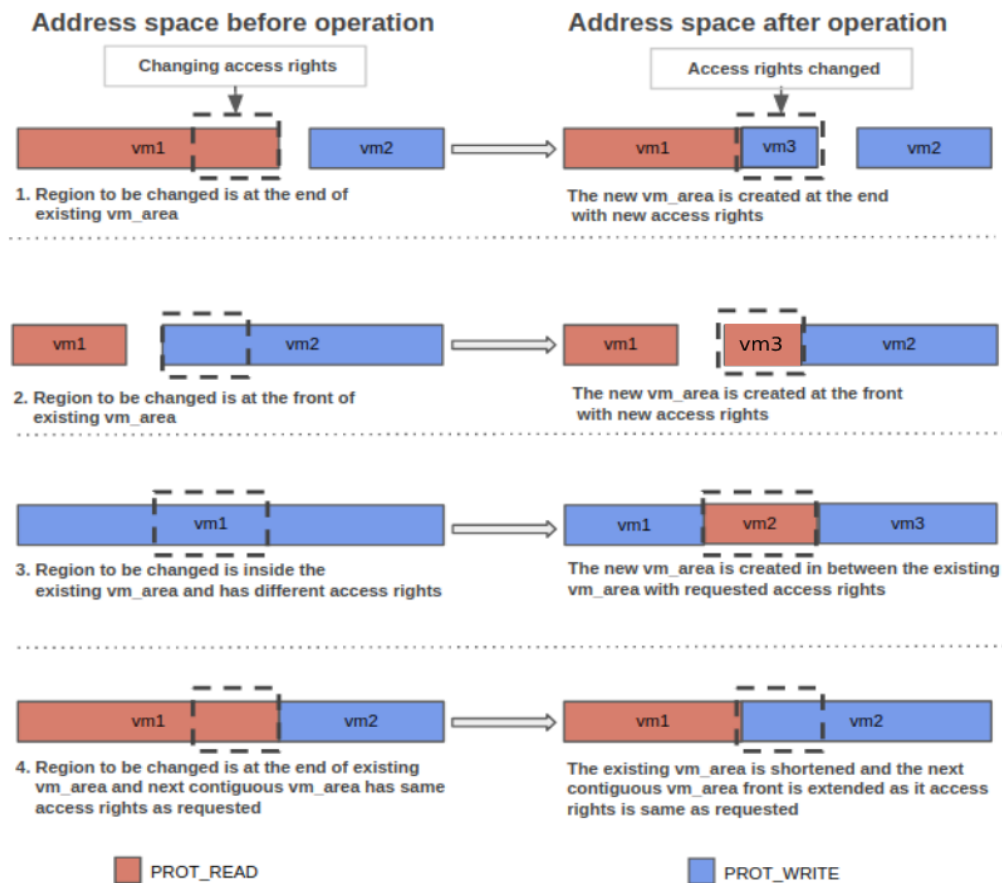 Address space before operation
Address space after operation
Changing access rights
Access rights changed
vm1
vm2
vm1
vm3
vm2
1. Region to be changed is at the end of
existing vm_area
The new vm_area is created at the end
with new access rights
vm1
vm2
vm1
vm3
vm2
2. Region to be changed is at the front of
existing vm_area
The new vm_area is created at the front
with new access rights
vm1
vm1
vm2
vm3
3. Region to be changed is inside the
existing vm_area and has different access rights
The new vm_area is created in between the existing
vm_area with requested access rights
vm1
vm2
vm1
vm2
4. Region to be changed is at the end of existing
vm_area and next contiguous vm_area has same
access rights as requested
The existing vm_area is shortened and the next
contiguous vm_area front is extended as it access
rights is same as requested
PROT_READ
PROT_WRITE